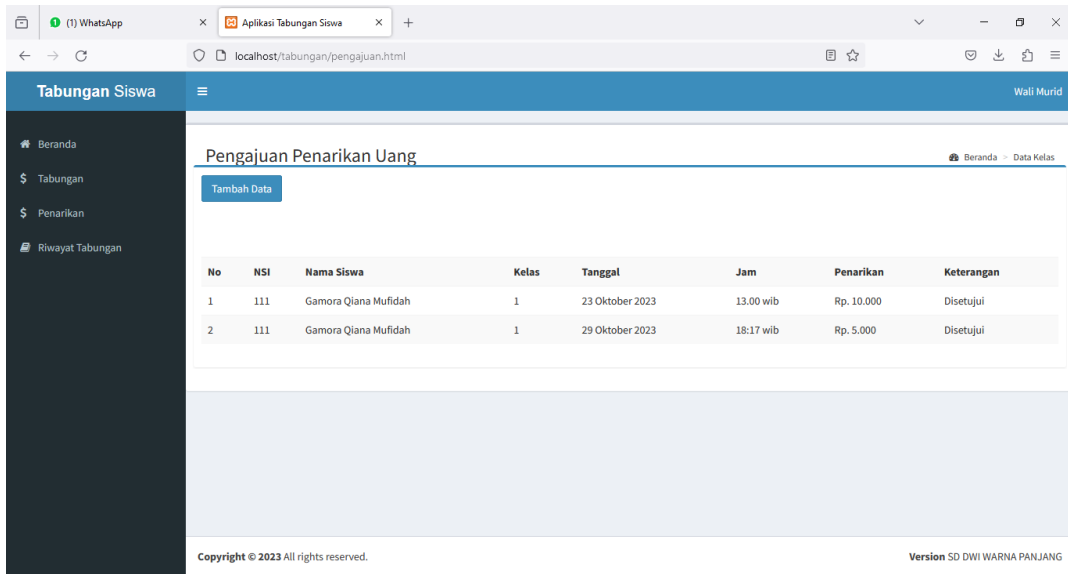 (1) WhatsApp
Aplikasi Tabungan Siswa
localhost/tabungan/pengajuan.html
Tabungan Siswa
Wali Murid
Beranda
Tabungan
Penarikan
Riwayat Tabungan
Pengajuan Penarikan Uang
Beranda > Data Kelas
Tambah Data
No NSI Nama Siswa Kelas Tanggal Jam Penarikan Keterangan
1 111 Gamora Qiana Mufidah 1 23 Oktober 2023 13.00 wib Rp. 10.000 Disetujui
2 111 Gamora Qiana Mufidah 1 29 Oktober 2023 18:17 wib Rp. 5.000 Disetujui
Copyright © 2023 All rights reserved.
Version SD DWI WARNA PANJANG